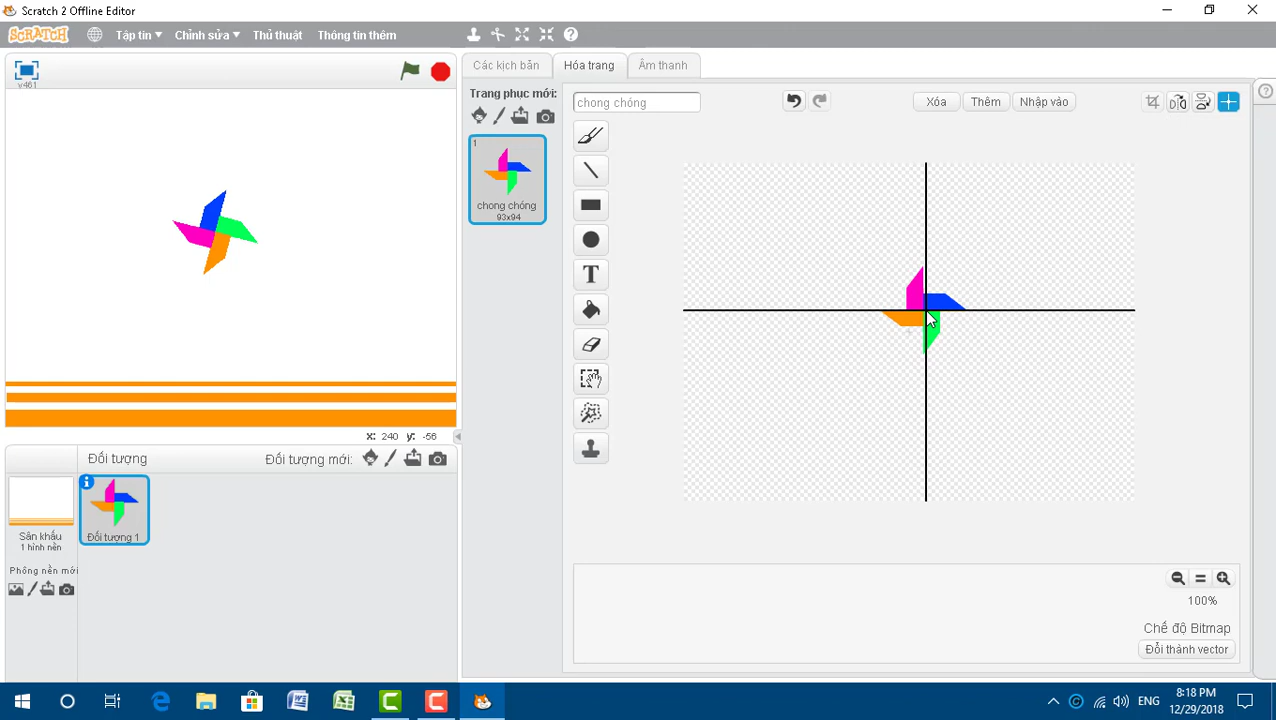 Scratch 2 Offline Editor
SCRATCH Tập tin Chỉnh sửa Thủ thuật Thông tin thêm
v461
Các kịch bản Hóa trang Âm thanh
Trang phục mới:
chong chóng Xóa Thêm Nhập vào
1
chong chóng
93x94
T
x: 240 y: -56
Đối tượng Đối tượng mới:
Sân khấu
1 hình nền
Đối tượng 1
Phông nền mới
100%
Chế độ Bitmap
Đổi thành vector
ENG 8:18 PM
12/29/2018